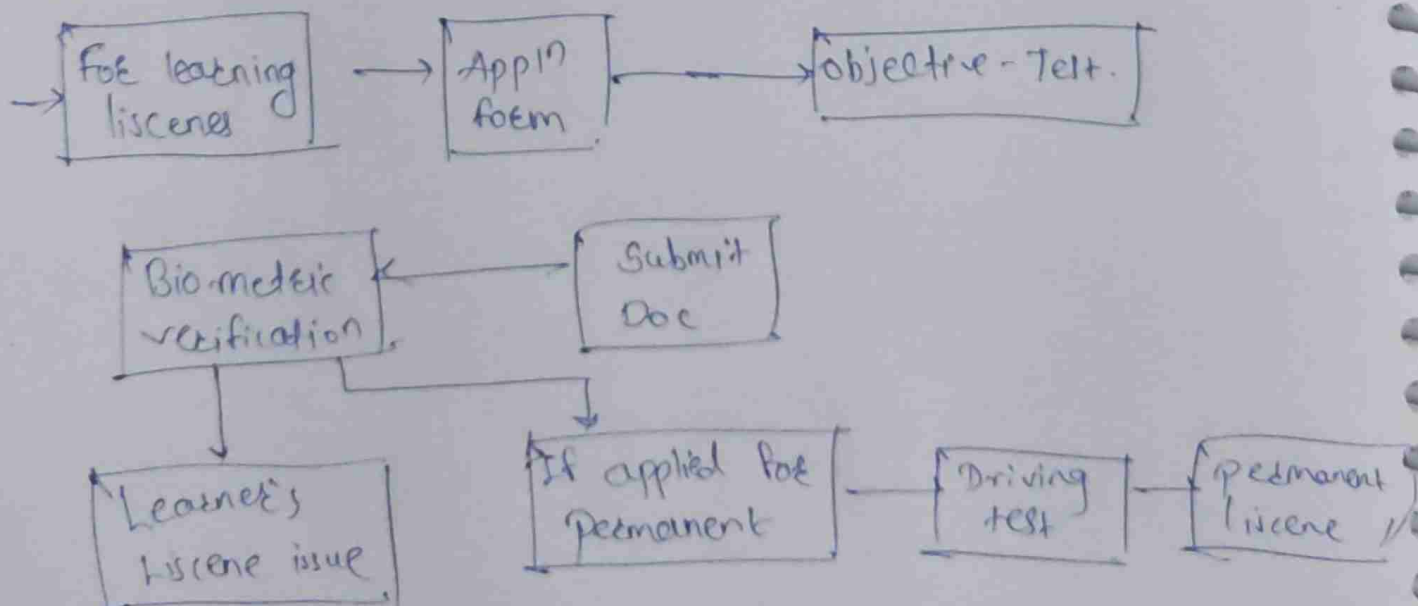 For learning
liscenes
Appln
form
Objective - Test.
Submit
Doc
Bio-metric
verification
Learner's
Liscene issue
If applied for
permanent
Driving
test
permanent
liscene